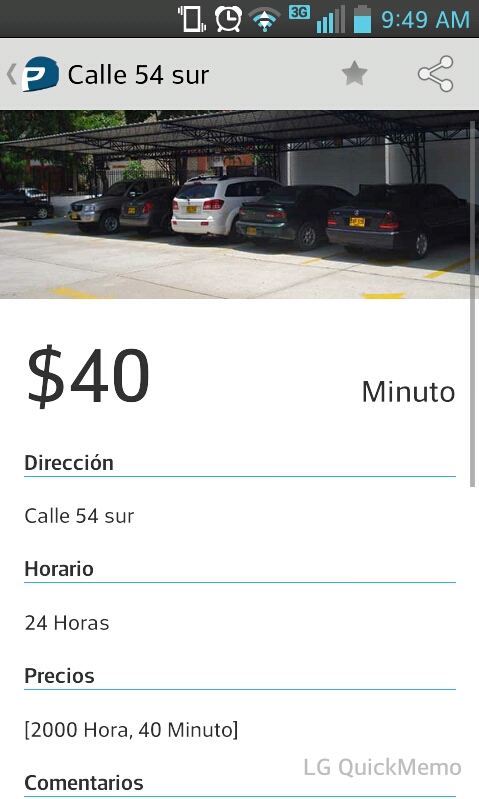 3G 9:49 AM
P Calle 54 sur
$40 Minuto
Dirección
Calle 54 sur
Horario
24 Horas
Precios
[2000 Hora, 40 Minuto]
LG QuickMemo
Comentarios